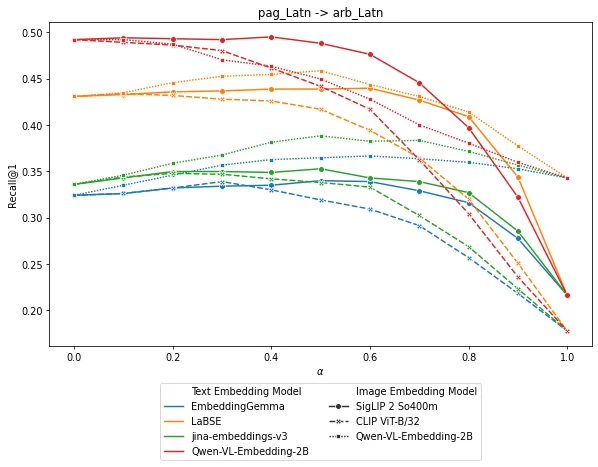 pag_Latn -> arb_Latn
Recall@1
0.50
0.45
0.40
0.35
0.30
0.25
0.20
0.0 0.2 0.4 0.6 0.8 1.0
α
Text Embedding Model
EmbeddingGemma
LaBSE
jina-embeddings-v3
Qwen-VL-Embedding-2B
Image Embedding Model
SigLIP 2 So400m
CLIP ViT-B/32
Qwen-VL-Embedding-2B